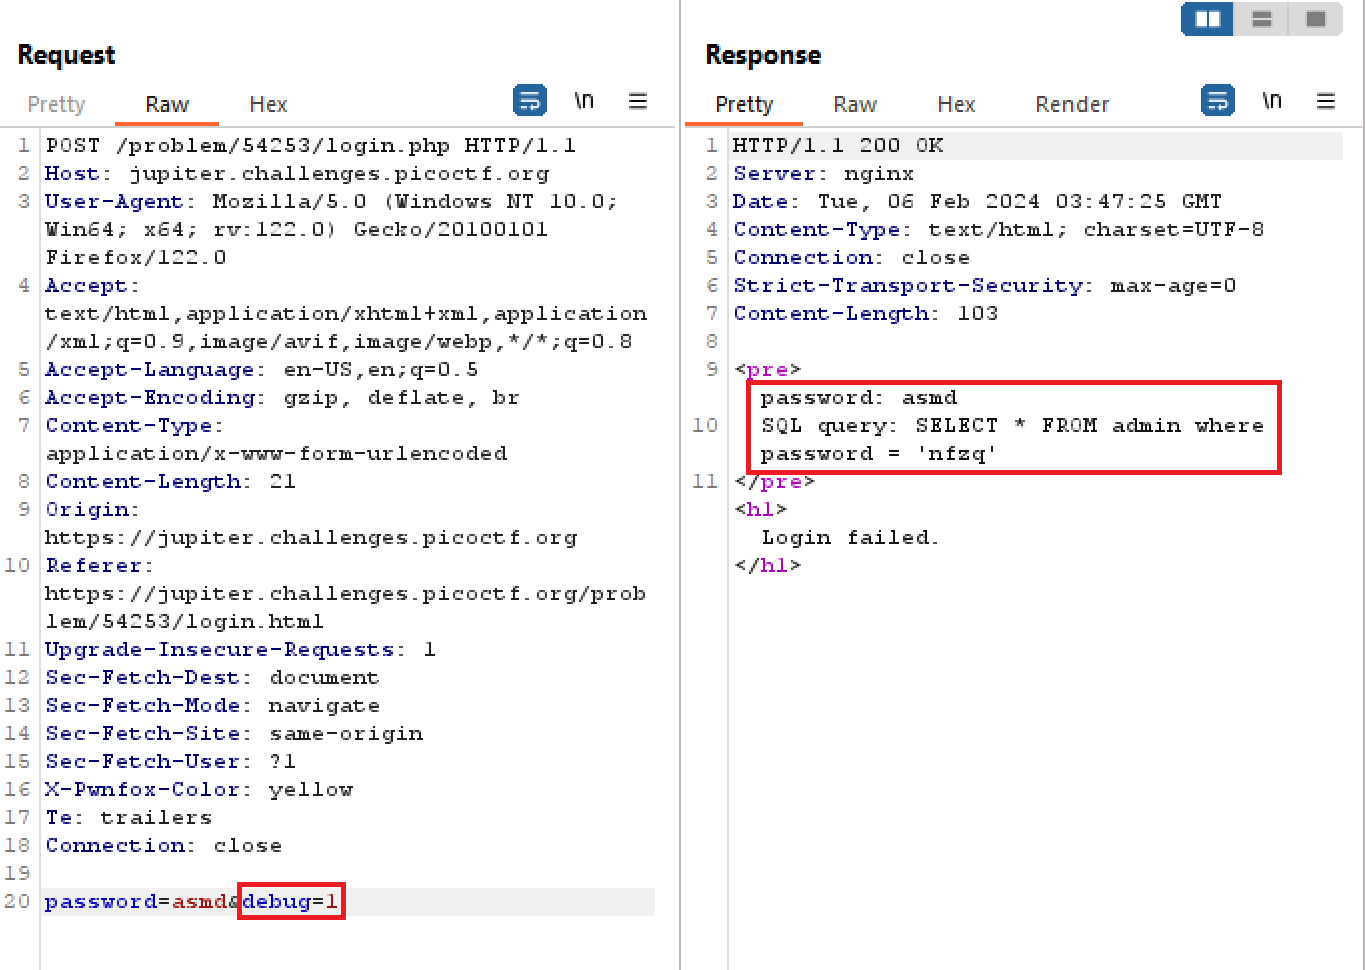 Request
Pretty Raw Hex \n
1 POST /problem/54253/login.php HTTP/1.1
2 Host: jupiter.challenges.picoctf.org
3 User-Agent: Mozilla/5.0 (Windows NT 10.0;
Win64; x64; rv:122.0) Gecko/20100101
Firefox/122.0
4 Accept:
text/html,application/xhtml+xml,application
/xml;q=0.9,image/avif,image/webp,*/*;q=0.8
5 Accept-Language: en-US,en;q=0.5
6 Accept-Encoding: gzip, deflate, br
7 Content-Type:
application/x-www-form-urlencoded
8 Content-Length: 21
9 Origin:
https://jupiter.challenges.picoctf.org
10 Referer:
https://jupiter.challenges.picoctf.org/prob
lem/54253/login.html
11 Upgrade-Insecure-Requests: 1
12 Sec-Fetch-Dest: document
13 Sec-Fetch-Mode: navigate
14 Sec-Fetch-Site: same-origin
15 Sec-Fetch-User: ?1
16 X-Pwnfox-Color: yellow
17 Te: trailers
18 Connection: close
19
20 password=asmd&debug=1
Response
Pretty Raw Hex Render \n
1 HTTP/1.1 200 OK
2 Server: nginx
3 Date: Tue, 06 Feb 2024 03:47:25 GMT
4 Content-Type: text/html; charset=UTF-8
5 Connection: close
6 Strict-Transport-Security: max-age=0
7 Content-Length: 103
8
9 <pre>
password: asmd
10 SQL query: SELECT * FROM admin where
password = 'nfzq'
11 </pre>
<h1>
Login failed.
</h1>